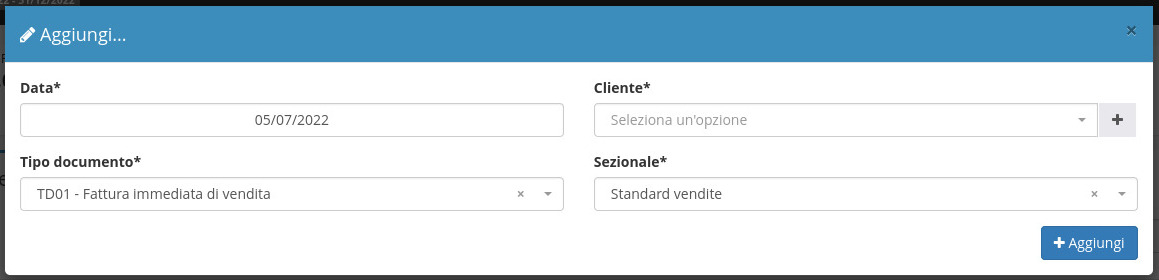 - 31/12/2022
Aggiungi...
×
Data* Cliente*
05/07/2022 Seleziona un'opzione
Tipo documento* Sezionale*
TD01 - Fattura immediata di vendita × Standard vendite ×
Aggiungi